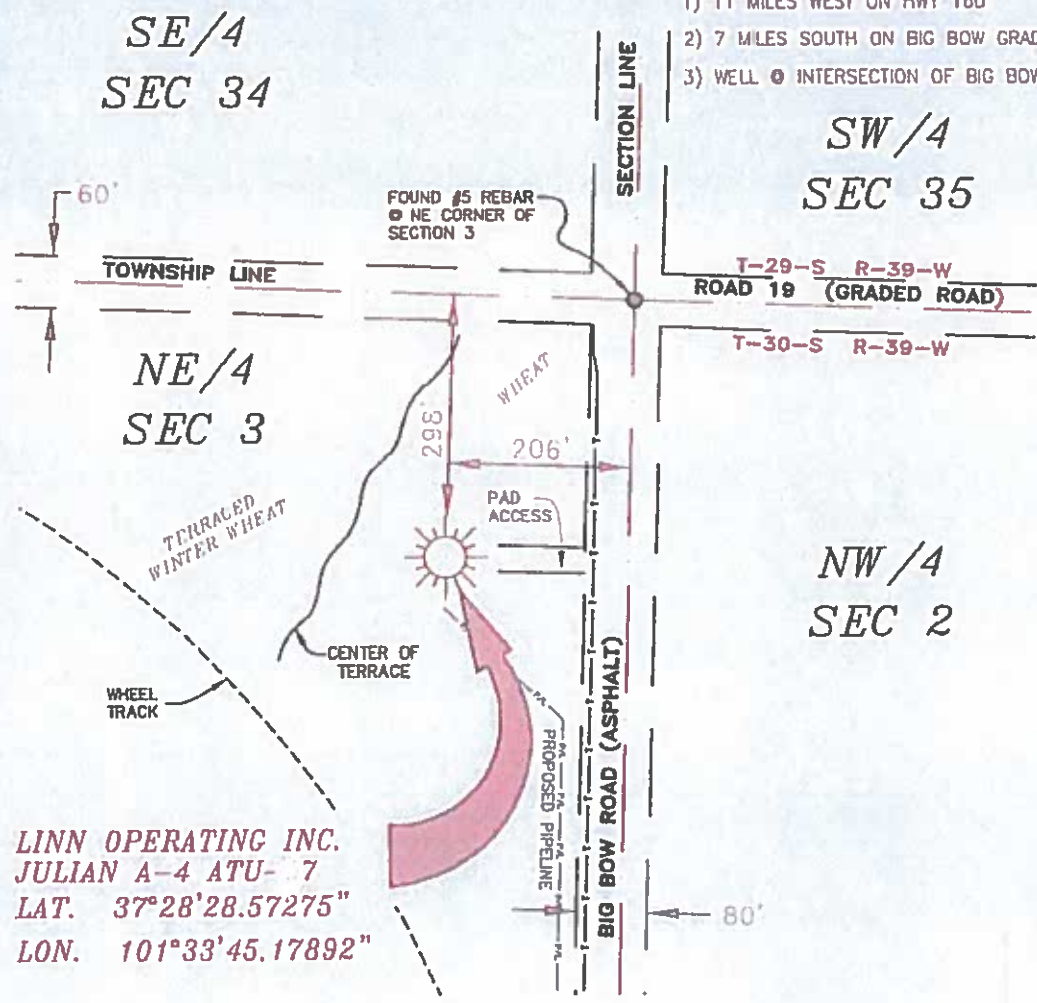 1) 11 MILES WEST ON HWY 160
2) 7 MILES SOUTH ON BIG BOW GRAD
3) WELL @ INTERSECTION OF BIG BOW
SE/4
SEC 34
SECTION LINE
SW/4
SEC 35
60'
FOUND #5 REBAR
@ NE CORNER OF
SECTION 3
TOWNSHIP LINE
T-29-S R-39-W
ROAD 19 (GRADED ROAD)
T-30-S R-39-W
NE/4
SEC 3
WHEAT
298'
206'
PAD
ACCESS
TERRACED
WINTER WHEAT
NW/4
SEC 2
CENTER OF
TERRACE
WHEEL
TRACK
PROPOSED PIPELINE
BIG BOW ROAD (ASPHALT)
80'
LINN OPERATING INC.
JULIAN A-4 ATU- 7
LAT. 37°28'28.57275"
LON. 101°33'45.17892"